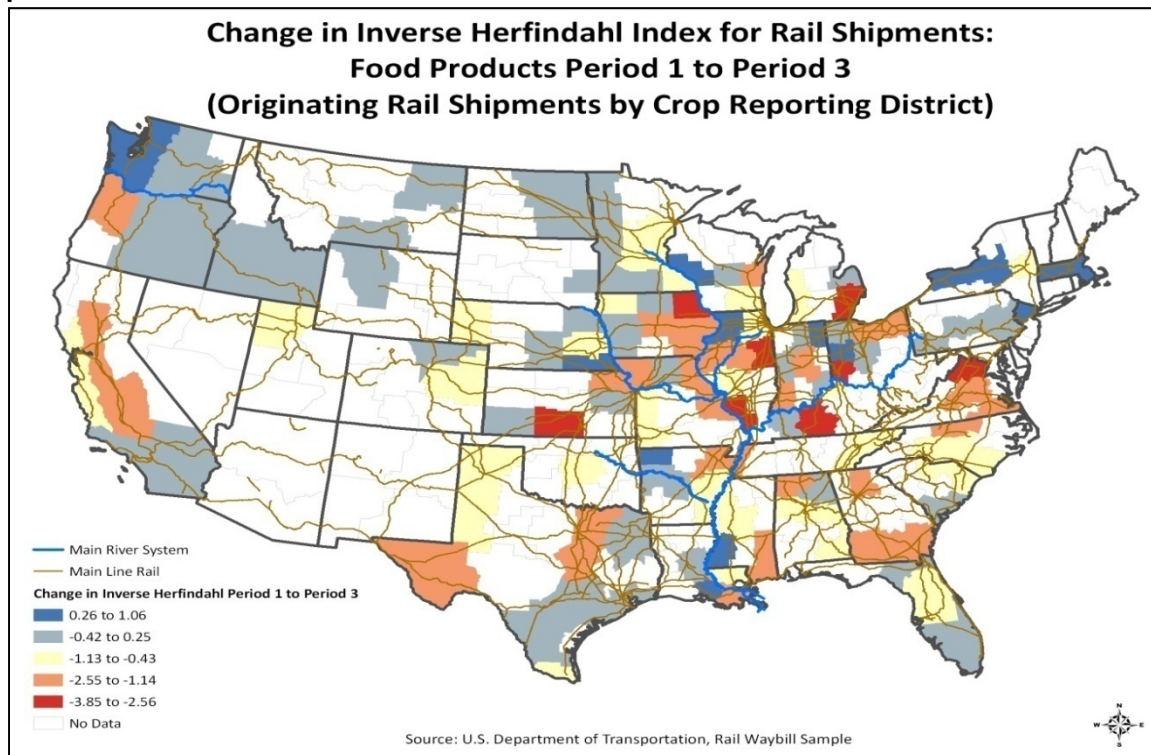 Change in Inverse Herfindahl Index for Rail Shipments:
Food Products Period 1 to Period 3
(Originating Rail Shipments by Crop Reporting District)
Main River System
Main Line Rail
Change in Inverse Herfindahl Period 1 to Period 3
0.26 to 1.06
-0.42 to 0.25
-1.13 to -0.43
-2.55 to -1.14
-3.85 to -2.56
No Data
Source: U.S. Department of Transportation, Rail Waybill Sample
N
W E
S